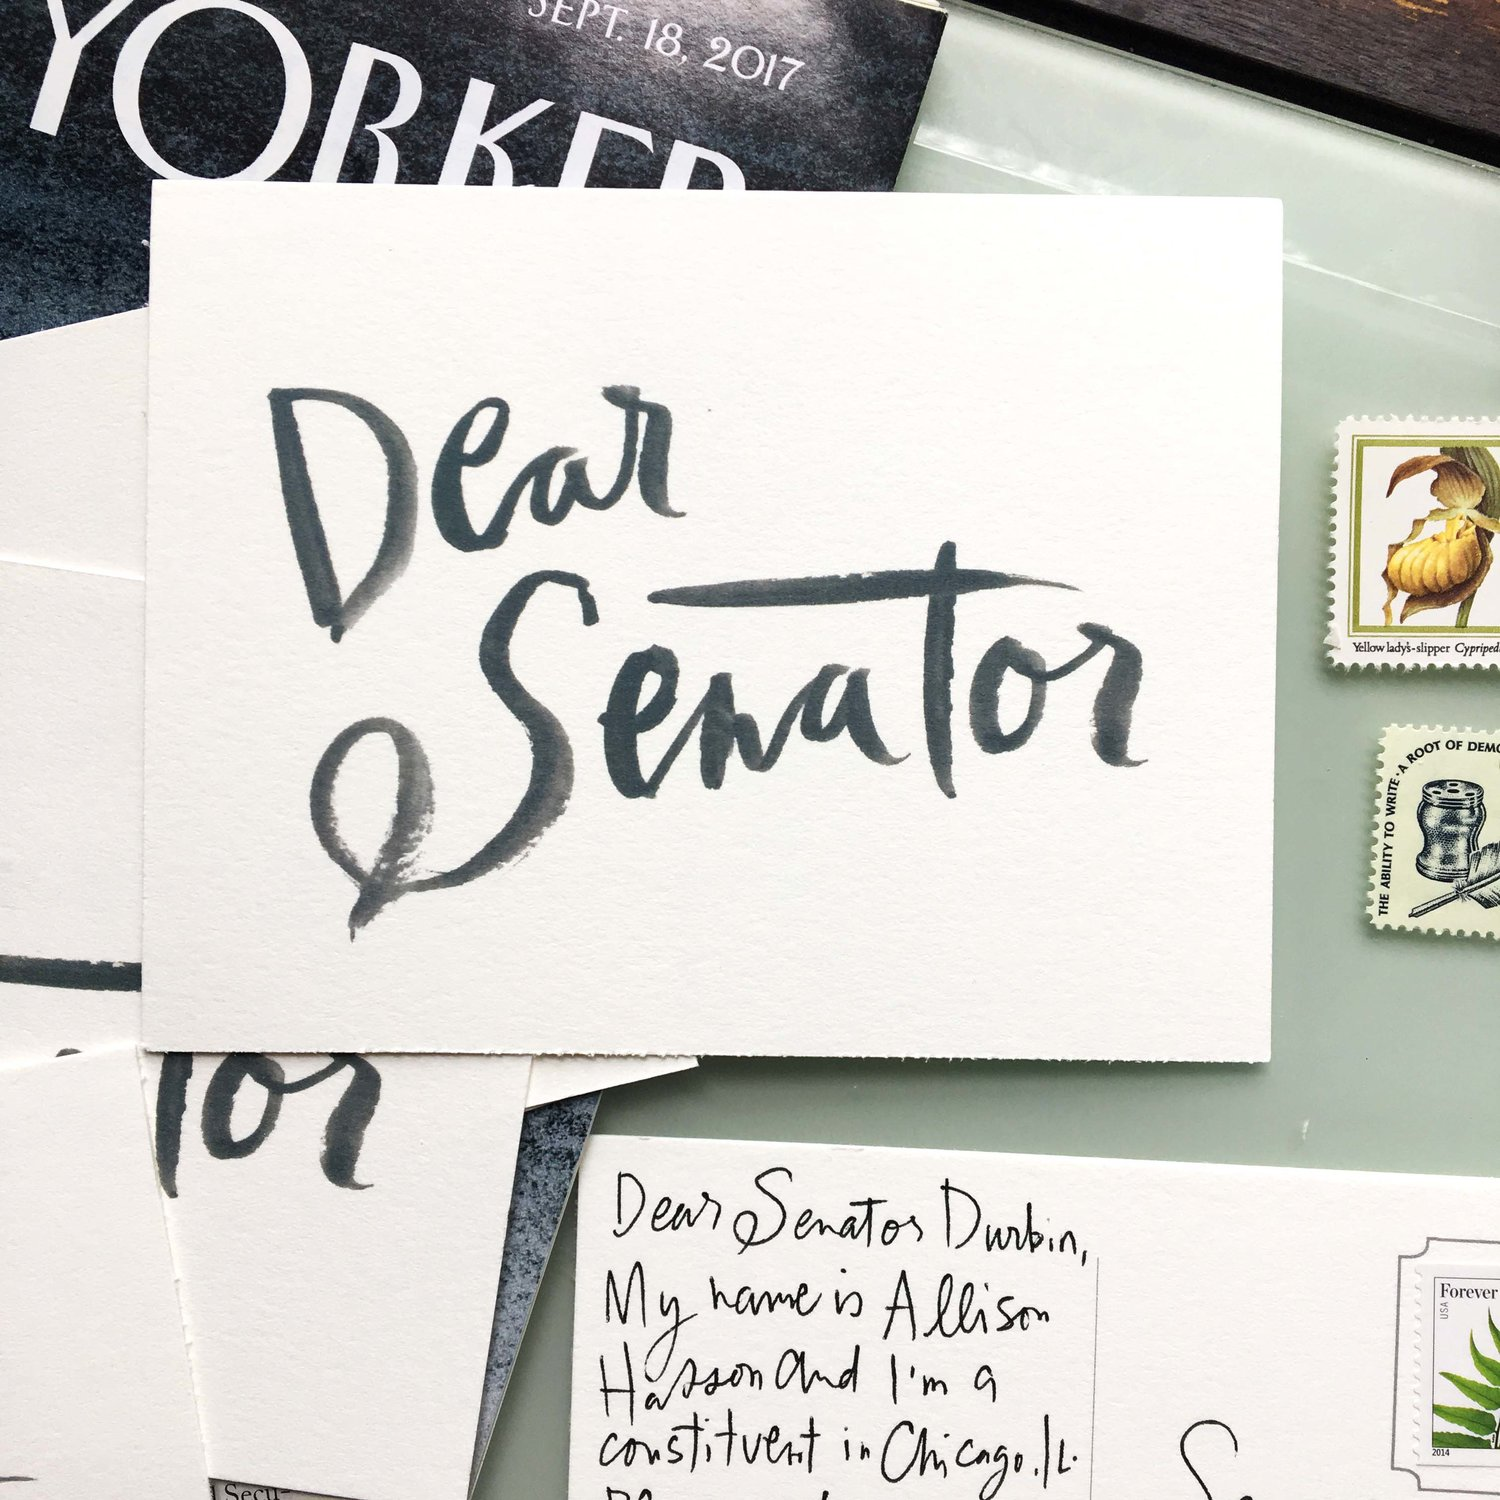 SEPT. 18, 2017
YORKER
Dear
Senator
Yellow lady's-slipper
THE ABILITY TO WRITE · A ROOT OF
tor
Dear Senator Durbin,
My name is Allison
Hasson and I'm a
constituent in Chicago. IL.
Forever
USA
2014